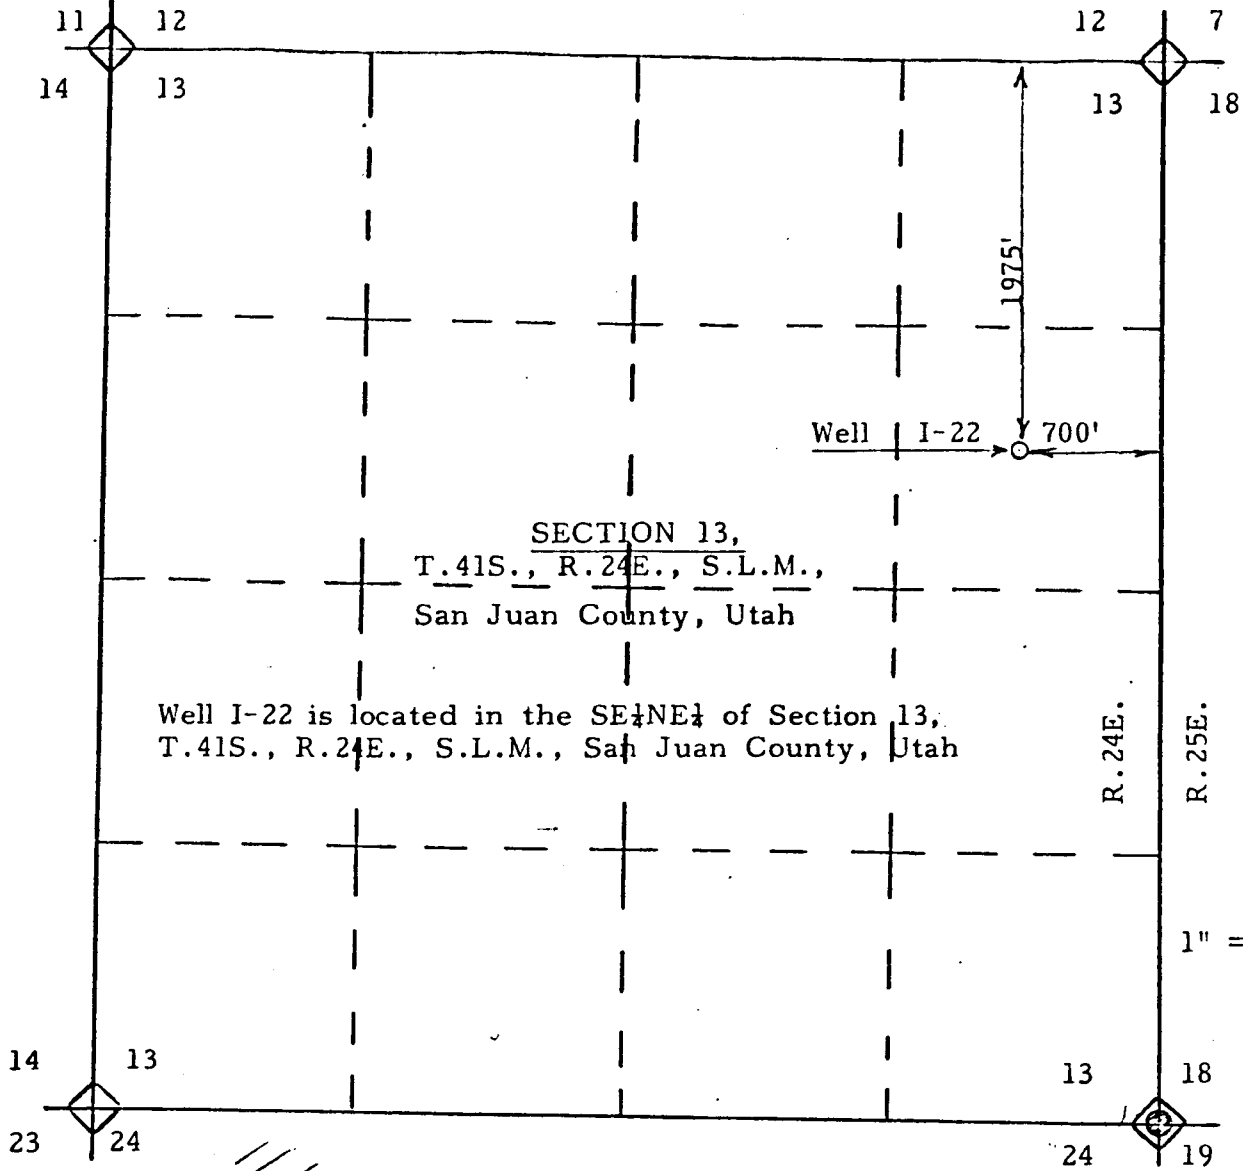 11 12 12 7
14 13 13 18
1975'
Well I-22 700'
SECTION 13,
T.41S., R.24E., S.L.M.,
San Juan County, Utah
Well I-22 is located in the SE¼NE¼ of Section 13,
T.41S., R.24E., S.L.M., San Juan County, Utah
R.24E.
R.25E.
1" =
14 13 13 18
23 24 24 19